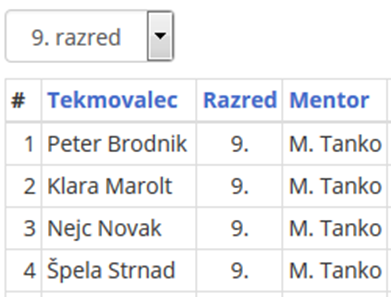 9. razred
# Tekmovalec Razred Mentor
1 Peter Brodnik 9. M. Tanko
2 Klara Marolt 9. M. Tanko
3 Nejc Novak 9. M. Tanko
4 Špela Strnad 9. M. Tanko